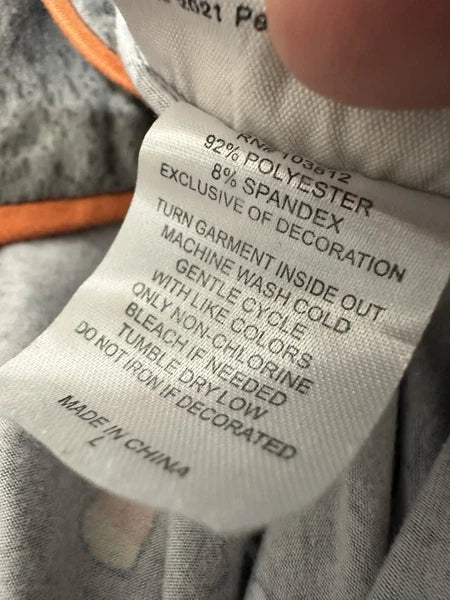 2021 Pe
RN# 103812
92% POLYESTER
8% SPANDEX
EXCLUSIVE OF DECORATION
TURN GARMENT INSIDE OUT
MACHINE WASH COLD
GENTLE CYCLE
WITH LIKE COLORS
ONLY NON-CHLORINE
BLEACH IF NEEDED
TUMBLE DRY LOW
DO NOT IRON IF DECORATED
MADE IN CHINA
L